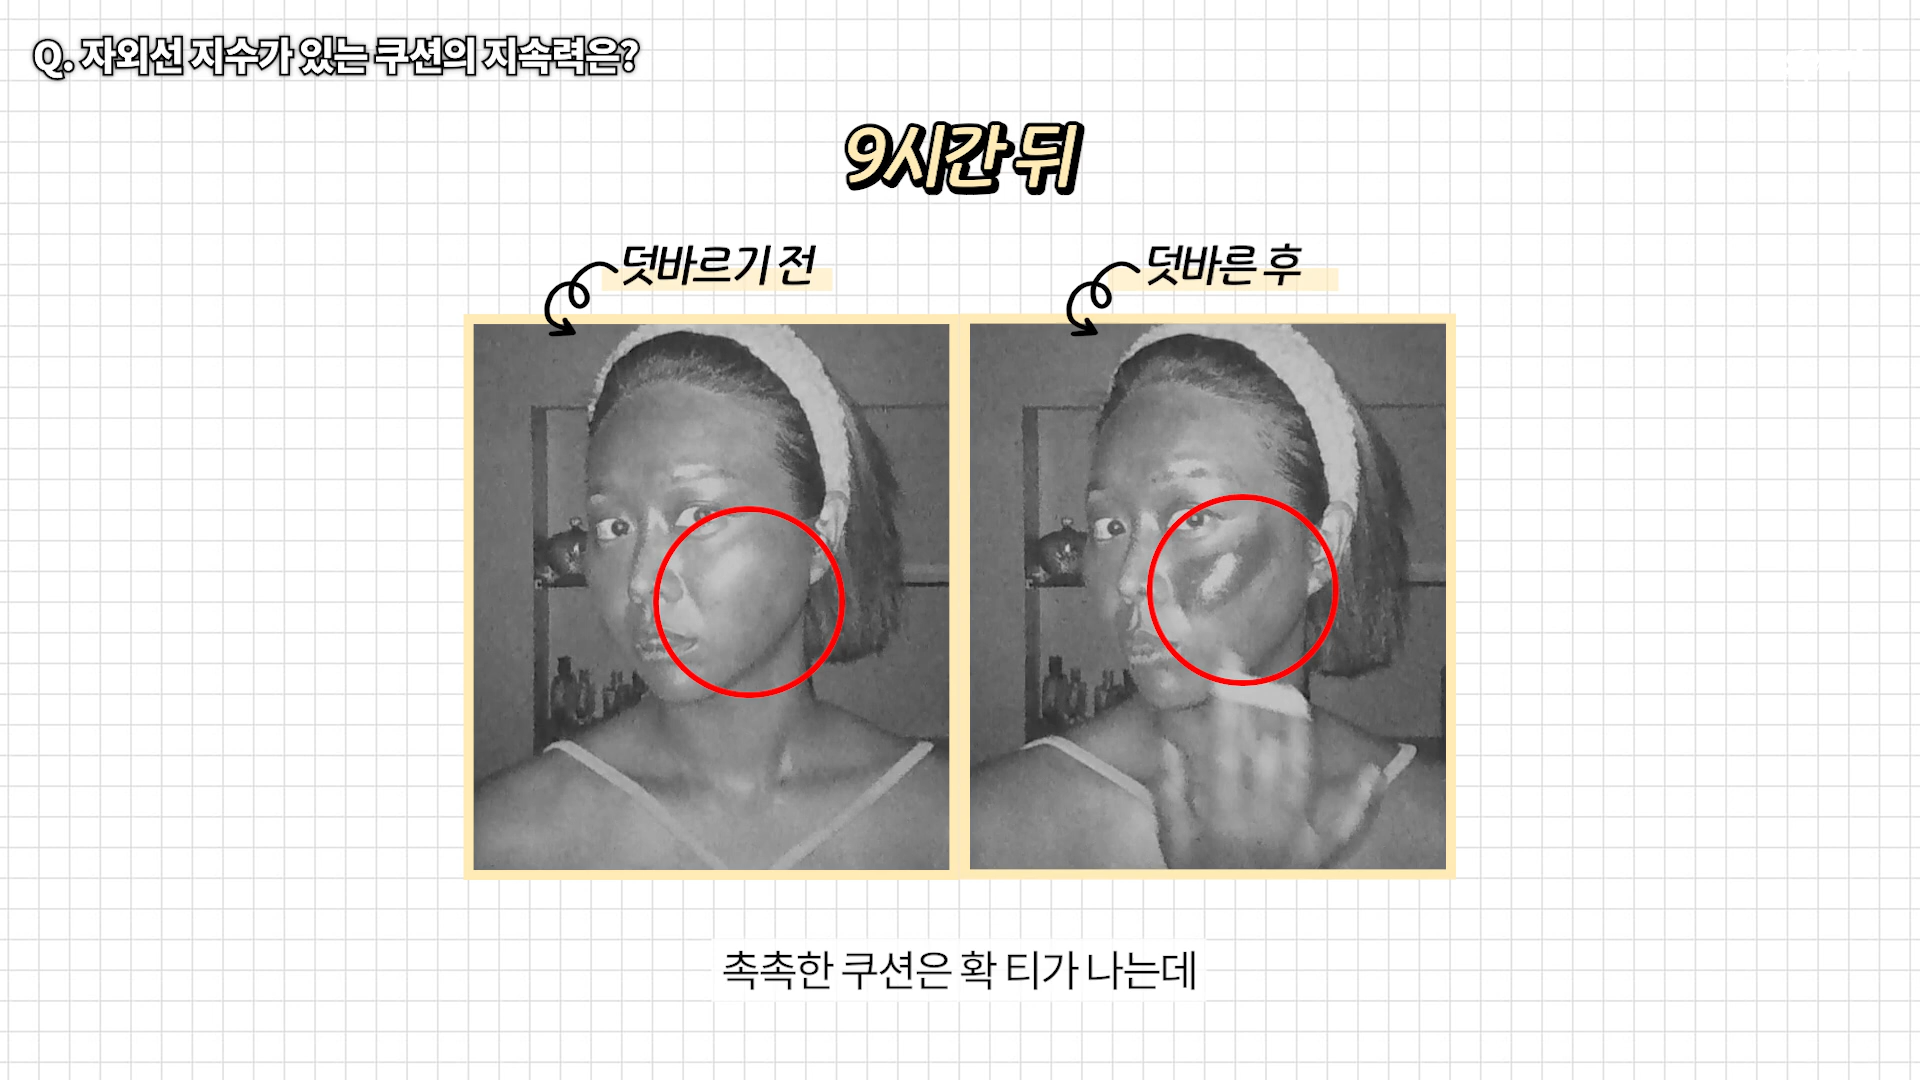 Q. 자외선 지수가 있는 쿠션의 지속력은?
9시간 뒤
덧바르기 전
덧바른 후
촉촉한 쿠션은 확 티가 나는데